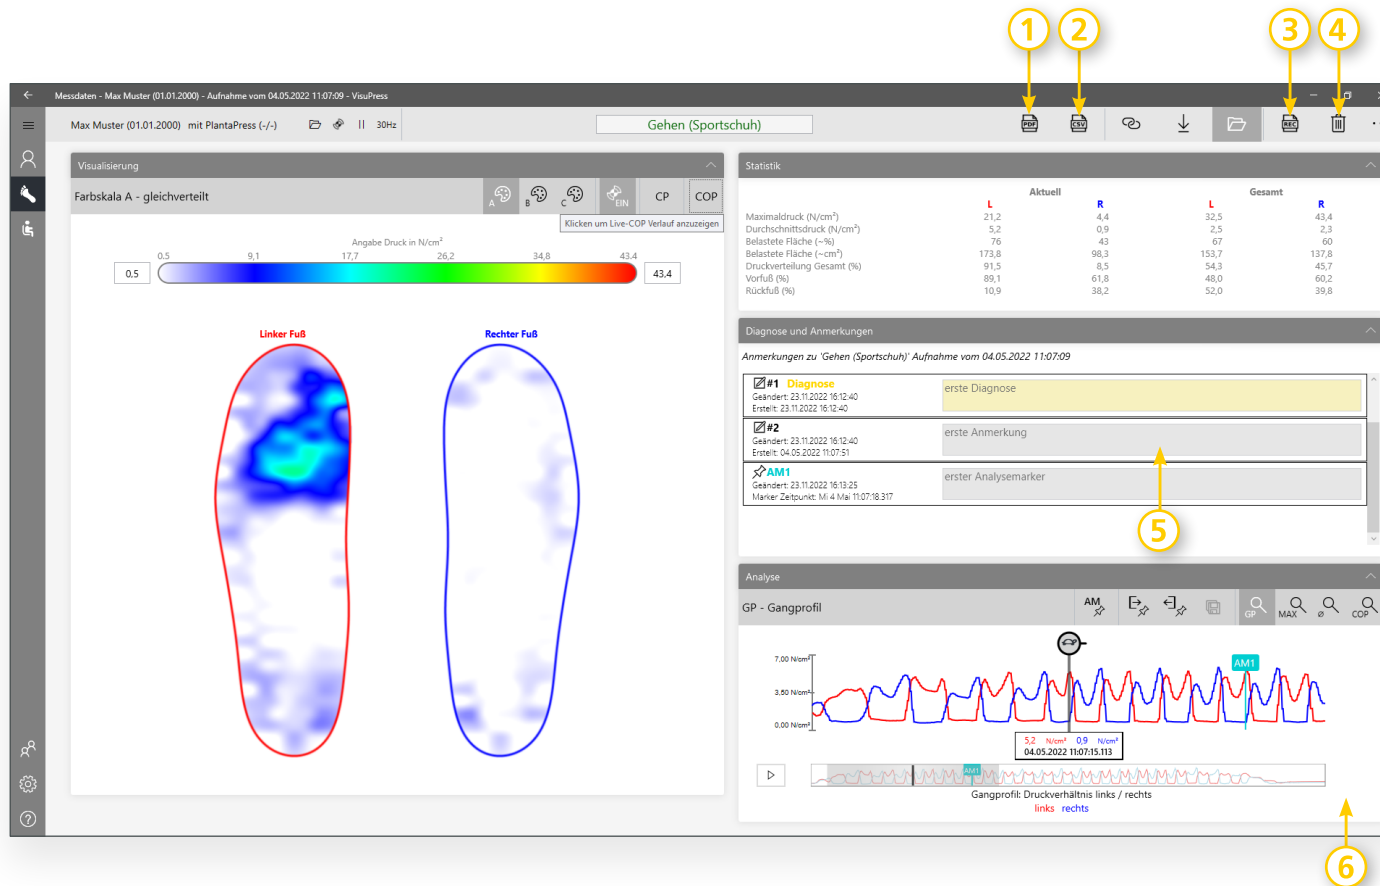 1 2 3 4
Messdaten - Max Muster (01.01.2000) - Aufnahme vom 04.05.2022 11:07:09 - VisuPress
Max Muster (01.01.2000) mit PlantaPress (-/-) 30Hz Gehen (Sportschuh) PDF CSV REC
Visualisierung
Farbskala A - gleichverteilt A B C EIN CP COP
Klicken um Live-COP Verlauf anzuzeigen
Angabe Druck in N/cm²
0.5 9,1 17,7 26,2 34,8 43.4
0.5 43.4
Linker Fuß Rechter Fuß
Statistik
Aktuell Gesamt
L R L R
Maximaldruck (N/cm²) 21,2 4,4 32,5 43,4
Durchschnittsdruck (N/cm²) 5,2 0,9 2,5 2,3
Belastete Fläche (~%) 76 43 67 60
Belastete Fläche (~cm²) 173,8 98,3 153,7 137,8
Druckverteilung Gesamt (%) 91,5 8,5 54,3 45,7
Vorfuß (%) 89,1 61,8 48,0 60,2
Rückfuß (%) 10,9 38,2 52,0 39,8
Diagnose und Anmerkungen
Anmerkungen zu 'Gehen (Sportschuh)' Aufnahme vom 04.05.2022 11:07:09
#1 Diagnose
Geändert: 23.11.2022 16:12:40
Erstellt: 23.11.2022 16:12:40
erste Diagnose
#2
Geändert: 23.11.2022 16:12:40
Erstellt: 04.05.2022 11:07:51
erste Anmerkung
AM1
Geändert: 23.11.2022 16:13:25
Marker Zeitpunkt: Mi 4 Mai 11:07:18.317
erster Analysemarker
5
Analyse
GP - Gangprofil AM GP MAX ø COP
7,00 N/cm²
3,50 N/cm²
0,00 N/cm²
AM1
5,2 N/cm² 0,9 N/cm²
04.05.2022 11:07:15.113
AM1
Gangprofil: Druckverhältnis links / rechts
links rechts
6